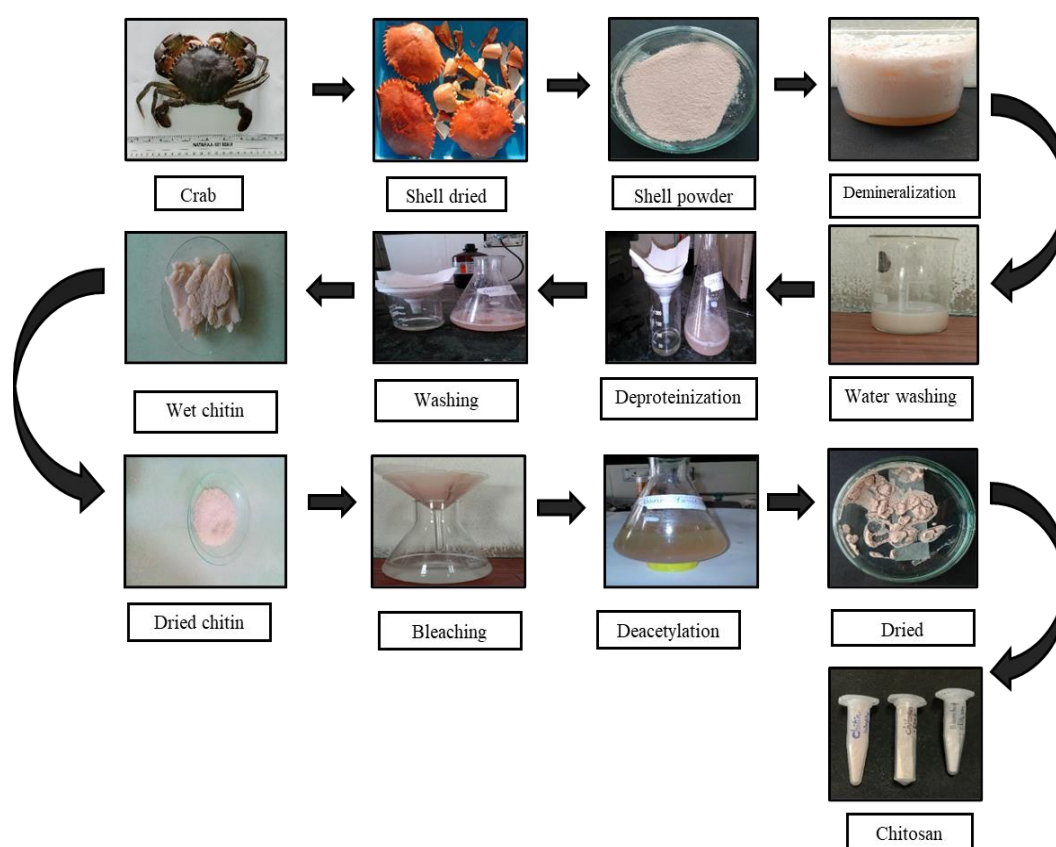 Crab
Shell dried
Shell powder
Demineralization
Water washing
Deproteinization
Washing
Wet chitin
Dried chitin
Bleaching
Deacetylation
Dried
Chitosan